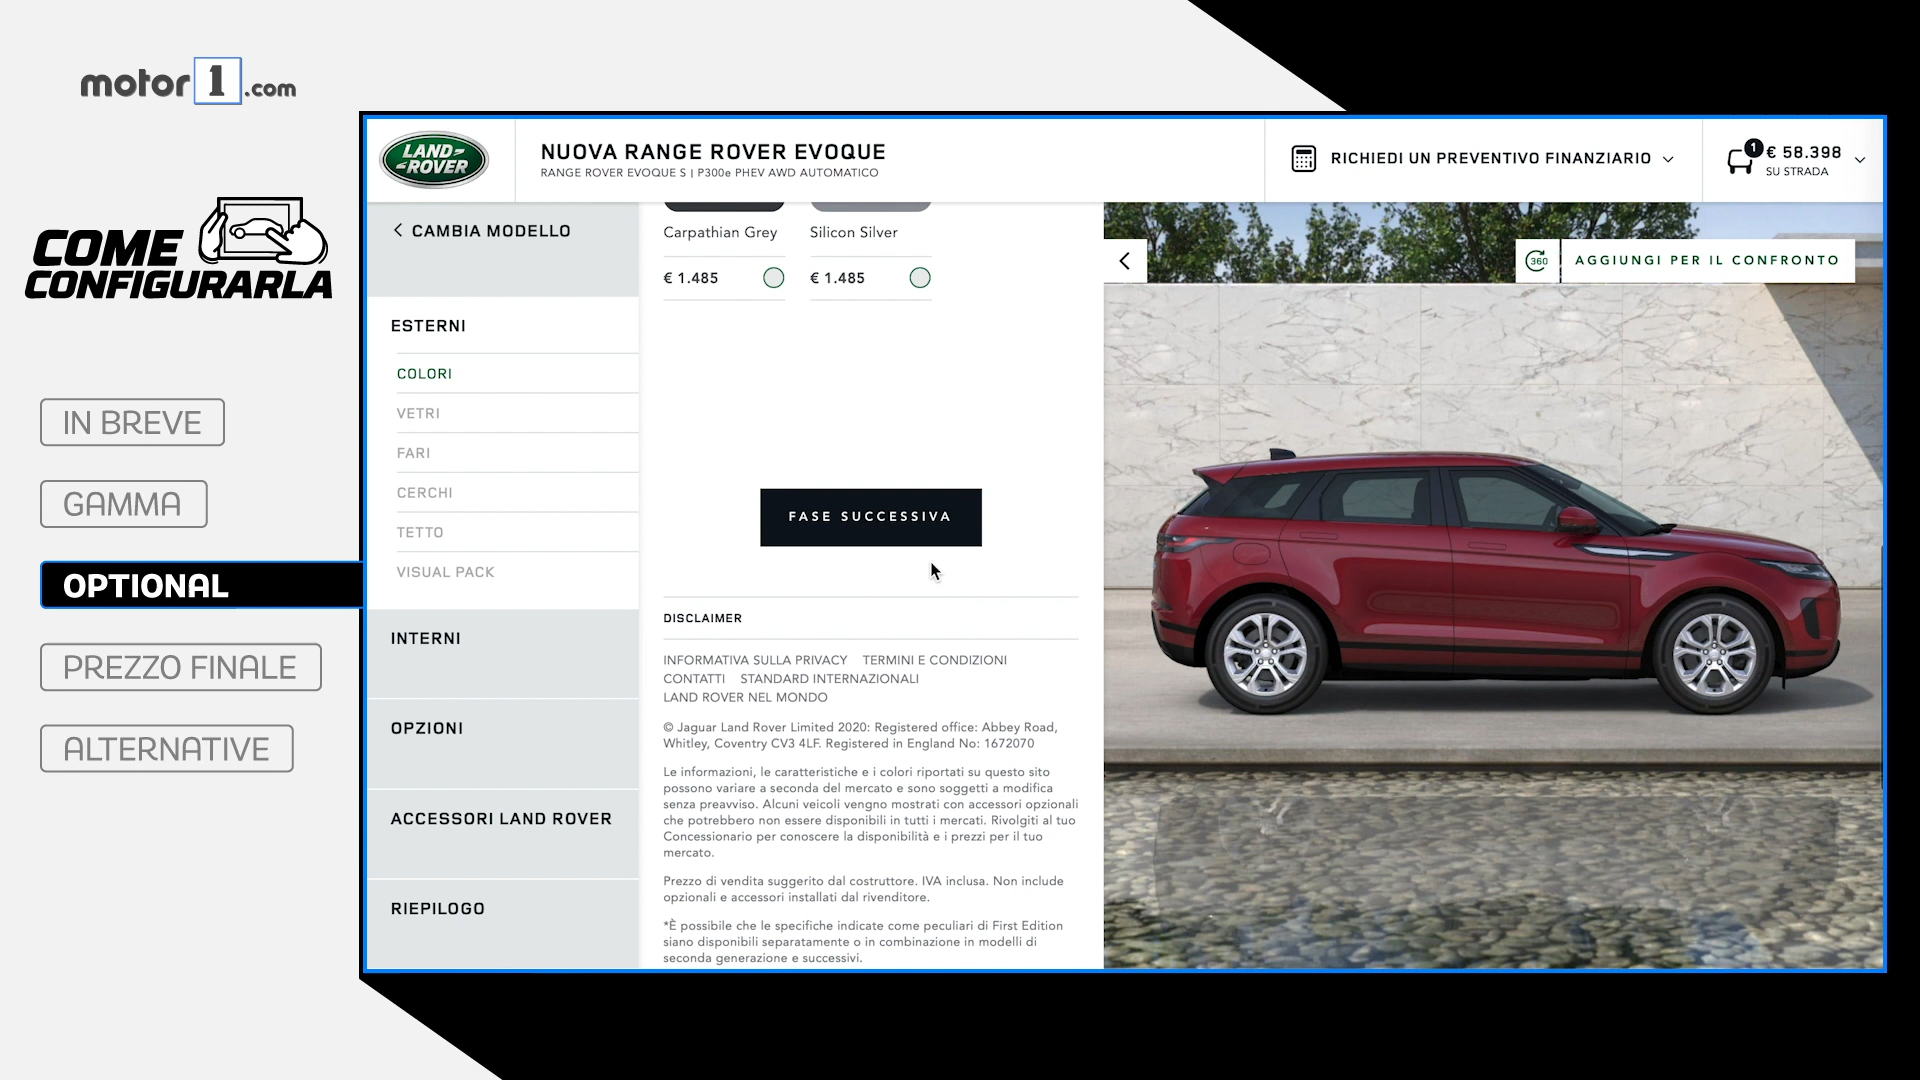 motor1.com
COME
CONFIGURARLA
IN BREVE
GAMMA
OPTIONAL
PREZZO FINALE
ALTERNATIVE
LAND-
-ROVER
NUOVA RANGE ROVER EVOQUE
RANGE ROVER EVOQUE S | P300e PHEV AWD AUTOMATICO
RICHIEDI UN PREVENTIVO FINANZIARIO
1
€ 58.398
SU STRADA
CAMBIA MODELLO
ESTERNI
COLORI
VETRI
FARI
CERCHI
TETTO
VISUAL PACK
INTERNI
OPZIONI
ACCESSORI LAND ROVER
RIEPILOGO
Carpathian Grey
Silicon Silver
€ 1.485
€ 1.485
FASE SUCCESSIVA
DISCLAIMER
INFORMATIVA SULLA PRIVACY TERMINI E CONDIZIONI
CONTATTI STANDARD INTERNAZIONALI
LAND ROVER NEL MONDO
© Jaguar Land Rover Limited 2020: Registered office: Abbey Road,
Whitley, Coventry CV3 4LF. Registered in England No: 1672070
Le informazioni, le caratteristiche e i colori riportati su questo sito
possono variare a seconda del mercato e sono soggetti a modifica
senza preavviso. Alcuni veicoli vengno mostrati con accessori opzionali
che potrebbero non essere disponibili in tutti i mercati. Rivolgiti al tuo
Concessionario per conoscere la disponibilità e i prezzi per il tuo
mercato.
Prezzo di vendita suggerito dal costruttore. IVA inclusa. Non include
opzionali e accessori installati dal rivenditore.
*È possibile che le specifiche indicate come peculiari di First Edition
siano disponibili separatamente o in combinazione in modelli di
seconda generazione e successivi.
360
AGGIUNGI PER IL CONFRONTO